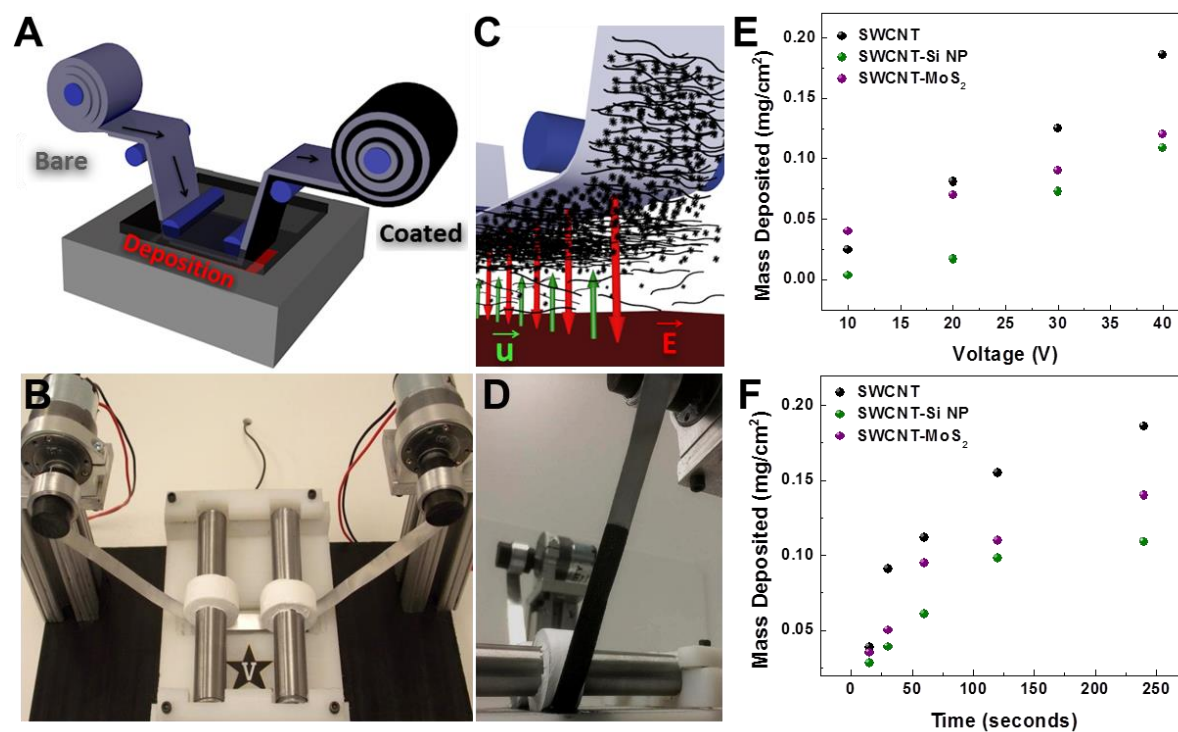 A
Bare
Deposition
Coated
B
V
C
u
E
D
E
SWCNT
SWCNT-Si NP
SWCNT-MoS₂
Mass Deposited (mg/cm²)
0.20
0.15
0.10
0.05
0.00
10 15 20 25 30 35 40
Voltage (V)
F
SWCNT
SWCNT-Si NP
SWCNT-MoS₂
Mass Deposited (mg/cm²)
0.20
0.15
0.10
0.05
0 50 100 150 200 250
Time (seconds)